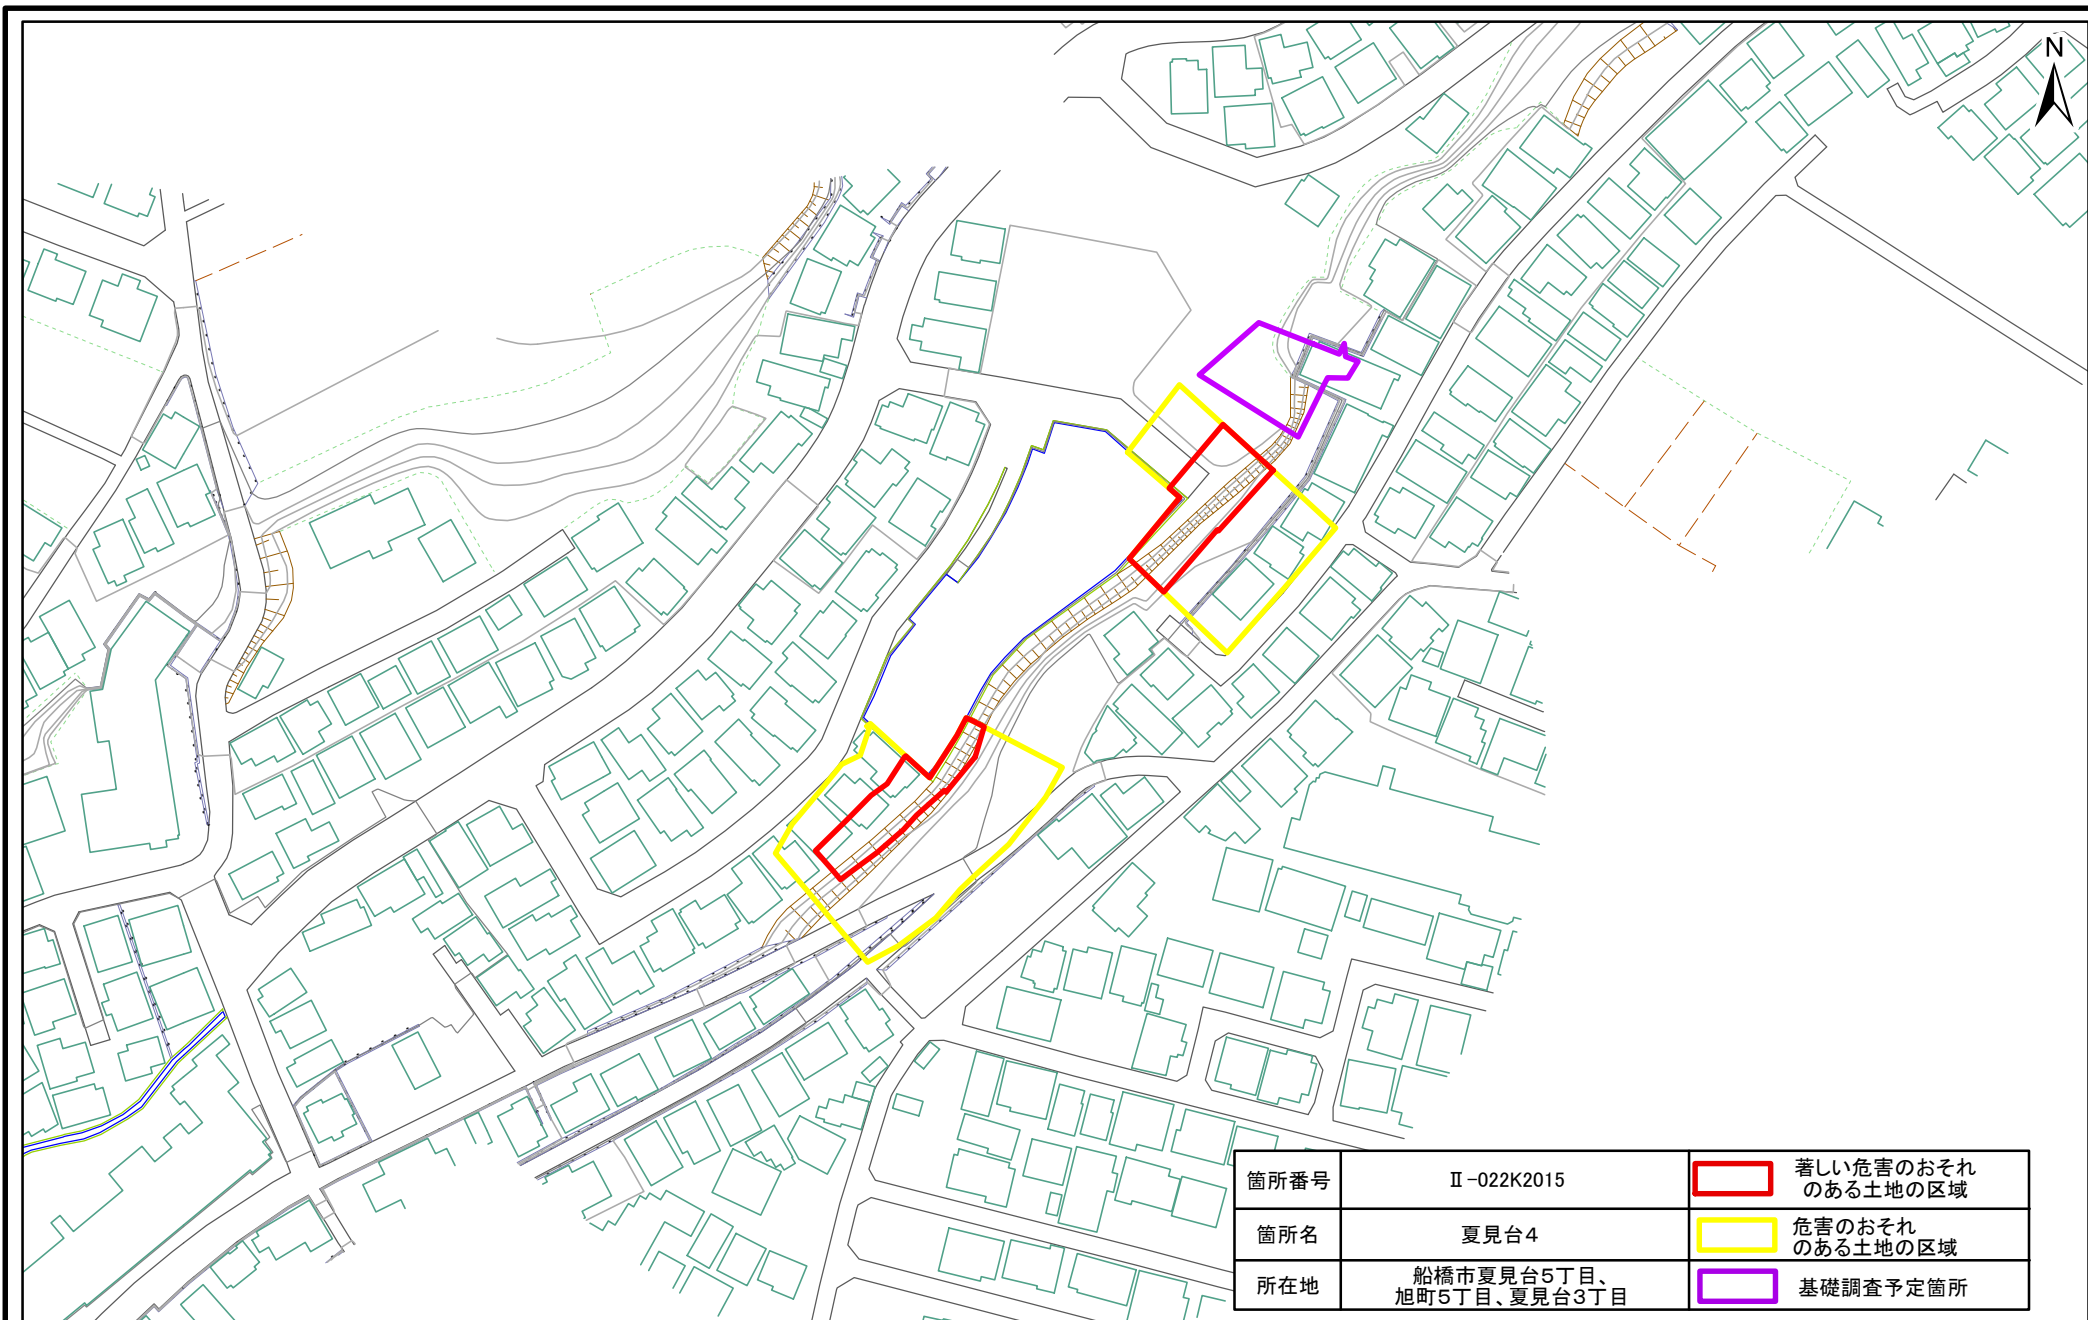 N
箇所番号
Ⅱ-022K2015
著しい危害のおそれ
のある土地の区域
箇所名
夏見台4
危害のおそれ
のある土地の区域
所在地
船橋市夏見台5丁目、
旭町5丁目、夏見台3丁目
基礎調査予定箇所